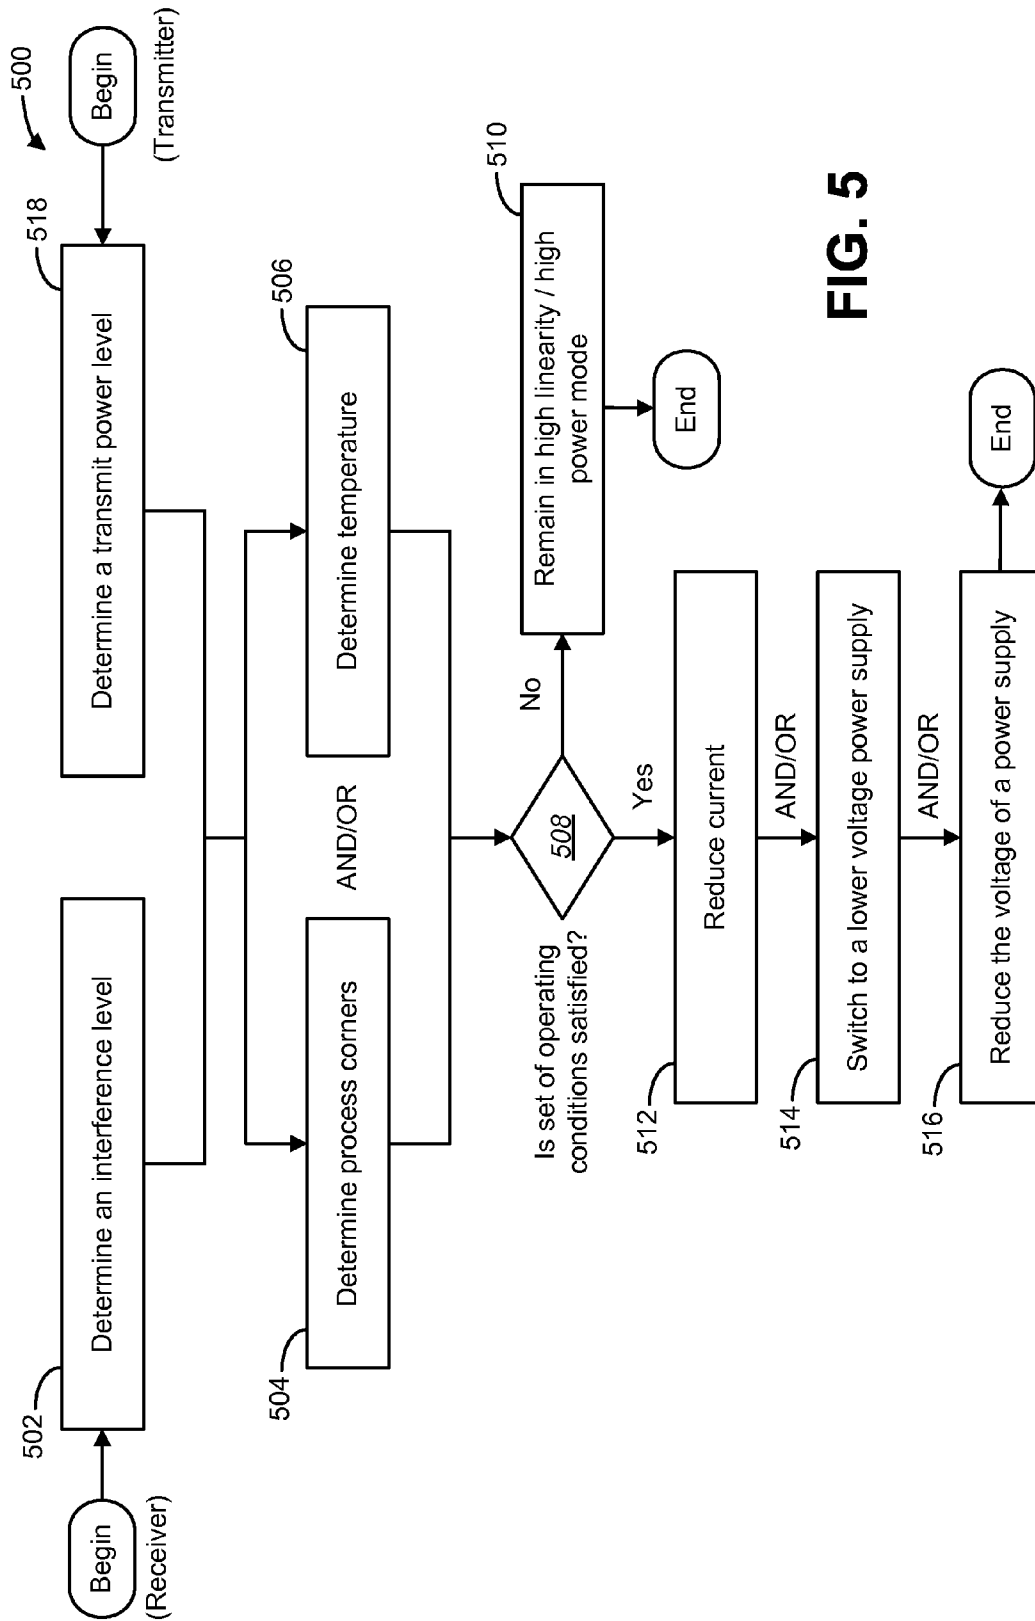 500
Begin
(Receiver)
502
Determine an interference level
518
Determine a transmit power level
Begin
(Transmitter)
504
Determine process corners
AND/OR
506
Determine temperature
Is set of operating
conditions satisfied?
508
No
510
Remain in high linearity / high
power mode
End
Yes
512
Reduce current
AND/OR
514
Switch to a lower voltage power supply
AND/OR
516
Reduce the voltage of a power supply
End
FIG. 5